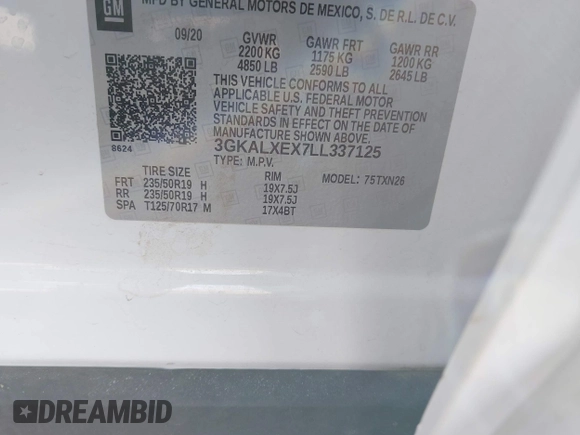 GM
MFD BY GENERAL MOTORS DE MEXICO, S. DE R.L. DE C.V.
09/20 GVWR GAWR FRT GAWR RR
2200 KG 1175 KG 1200 KG
4850 LB 2590 LB 2645 LB
THIS VEHICLE CONFORMS TO ALL
APPLICABLE U.S. FEDERAL MOTOR
VEHICLE SAFETY AND THEFT PREVENTION
STANDARDS IN EFFECT ON THE DATE OF
MANUFACTURE SHOWN ABOVE.
8624
3GKALXEX7LL337125
TYPE: M.P.V.
TIRE SIZE RIM MODEL: 75TXN26
FRT 235/50R19 H 19X7.5J
RR 235/50R19 H 19X7.5J
SPA T125/70R17 M 17X4BT
DREAMBID